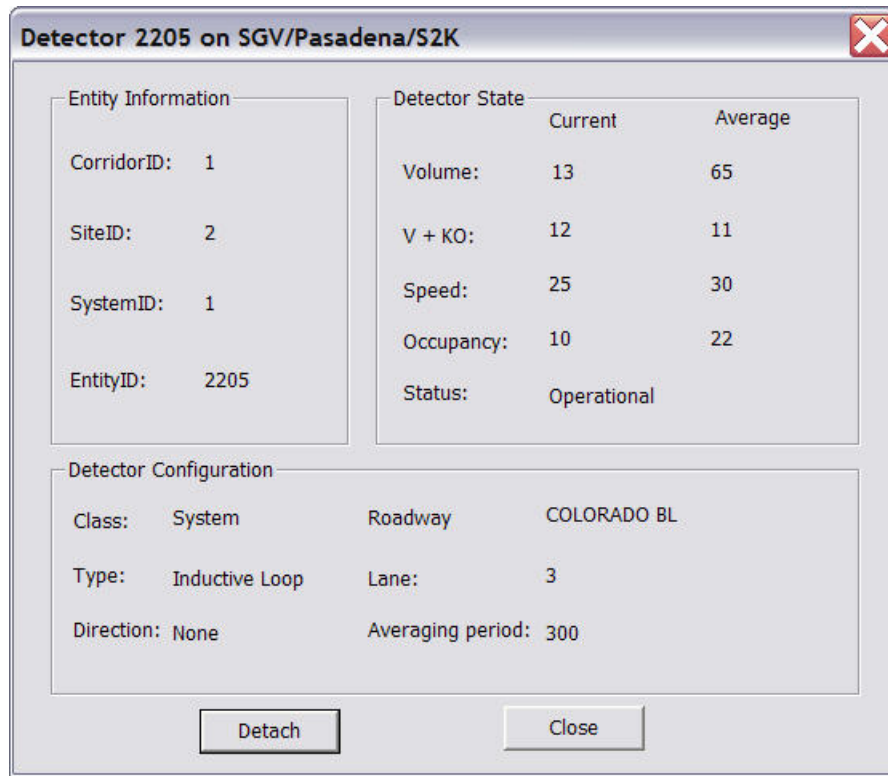 Detector 2205 on SGV/Pasadena/S2K
Entity Information
CorridorID: 1
SiteID: 2
SystemID: 1
EntityID: 2205
Detector State
Current Average
Volume: 13 65
V + KO: 12 11
Speed: 25 30
Occupancy: 10 22
Status: Operational
Detector Configuration
Class: System Roadway COLORADO BL
Type: Inductive Loop Lane: 3
Direction: None Averaging period: 300
Detach Close